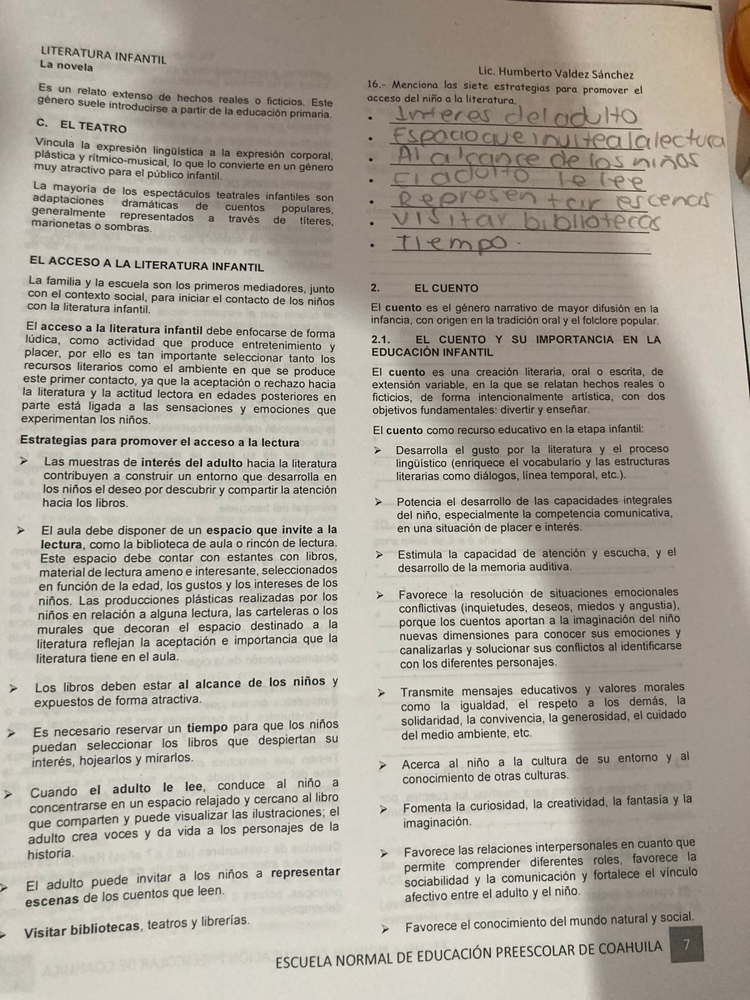 LITERATURA INFANTIL
La novela
Es un relato extenso de hechos reales o ficticios. Este
género suele introducirse a partir de la educación primaria.
C. EL TEATRO
Vincula la expresión lingüística a la expresión corporal,
plástica y rítmico-musical, lo que lo convierte en un género
muy atractivo para el público infantil.
La mayoría de los espectáculos teatrales infantiles son
adaptaciones dramáticas de cuentos populares,
generalmente representados a través de títeres,
marionetas o sombras.
EL ACCESO A LA LITERATURA INFANTIL
La familia y la escuela son los primeros mediadores, junto
con el contexto social, para iniciar el contacto de los niños
con la literatura infantil.
El acceso a la literatura infantil debe enfocarse de forma
lúdica, como actividad que produce entretenimiento y
placer, por ello es tan importante seleccionar tanto los
recursos literarios como el ambiente en que se produce
este primer contacto, ya que la aceptación o rechazo hacia
la literatura y la actitud lectora en edades posteriores en
parte está ligada a las sensaciones y emociones que
experimentan los niños.
Estrategias para promover el acceso a la lectura
➢ Las muestras de interés del adulto hacia la literatura
contribuyen a construir un entorno que desarrolla en
los niños el deseo por descubrir y compartir la atención
hacia los libros.
➢ El aula debe disponer de un espacio que invite a la
lectura, como la biblioteca de aula o rincón de lectura.
Este espacio debe contar con estantes con libros,
material de lectura ameno e interesante, seleccionados
en función de la edad, los gustos y los intereses de los
niños. Las producciones plásticas realizadas por los
niños en relación a alguna lectura, las carteleras o los
murales que decoran el espacio destinado a la
literatura reflejan la aceptación e importancia que la
literatura tiene en el aula.
➢ Los libros deben estar al alcance de los niños y
expuestos de forma atractiva.
➢ Es necesario reservar un tiempo para que los niños
puedan seleccionar los libros que despiertan su
interés, hojearlos y mirarlos.
➢ Cuando el adulto le lee, conduce al niño a
concentrarse en un espacio relajado y cercano al libro
que comparten y puede visualizar las ilustraciones; el
adulto crea voces y da vida a los personajes de la
historia.
➢ El adulto puede invitar a los niños a representar
escenas de los cuentos que leen.
➢ Visitar bibliotecas, teatros y librerías.
Lic. Humberto Valdez Sánchez
16.- Menciona las siete estrategias para promover el
acceso del niño a la literatura.
• Interes del adulto
• Espacio que invitea la lectura
• Al alcance de los niños
• El adulto le lee
• Representar escenas
• Visitar bibliotecas
• Tiempo.
2. EL CUENTO
El cuento es el género narrativo de mayor difusión en la
infancia, con origen en la tradición oral y el folclore popular.
2.1. EL CUENTO Y SU IMPORTANCIA EN LA
EDUCACIÓN INFANTIL
El cuento es una creación literaria, oral o escrita, de
extensión variable, en la que se relatan hechos reales o
ficticios, de forma intencionalmente artística, con dos
objetivos fundamentales: divertir y enseñar.
El cuento como recurso educativo en la etapa infantil:
➢ Desarrolla el gusto por la literatura y el proceso
lingüístico (enriquece el vocabulario y las estructuras
literarias como diálogos, línea temporal, etc.).
➢ Potencia el desarrollo de las capacidades integrales
del niño, especialmente la competencia comunicativa,
en una situación de placer e interés.
➢ Estimula la capacidad de atención y escucha, y el
desarrollo de la memoria auditiva.
➢ Favorece la resolución de situaciones emocionales
conflictivas (inquietudes, deseos, miedos y angustia),
porque los cuentos aportan a la imaginación del niño
nuevas dimensiones para conocer sus emociones y
canalizarlas y solucionar sus conflictos al identificarse
con los diferentes personajes.
➢ Transmite mensajes educativos y valores morales
como la igualdad, el respeto a los demás, la
solidaridad, la convivencia, la generosidad, el cuidado
del medio ambiente, etc.
➢ Acerca al niño a la cultura de su entorno y al
conocimiento de otras culturas.
➢ Fomenta la curiosidad, la creatividad, la fantasía y la
imaginación.
➢ Favorece las relaciones interpersonales en cuanto que
permite comprender diferentes roles, favorece la
sociabilidad y la comunicación y fortalece el vínculo
afectivo entre el adulto y el niño.
➢ Favorece el conocimiento del mundo natural y social.
ESCUELA NORMAL DE EDUCACIÓN PREESCOLAR DE COAHUILA 7